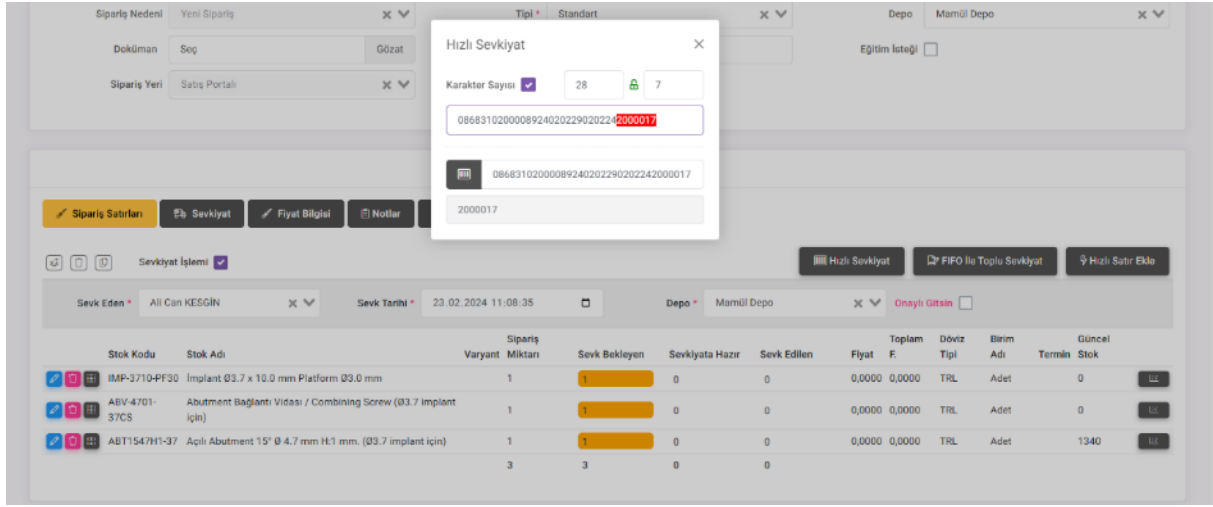 Sipariş Nedeni Yeni Sipariş Tipi * Standart Depo Mamül Depo
Hızlı Sevkiyat
Doküman Seç Gözat Eğitim İsteği
Karakter Sayısı 28 7
Sipariş Yeri Satış Portalı
086831020000892402022902022​42000017
08683102000089240202290202242000017
2000017
Sipariş Satırları Sevkiyat Fiyat Bilgisi Notlar
Sevkiyat İşlemi Hızlı Sevkiyat FIFO İle Toplu Sevkiyat Hızlı Satır Ekle
Sevk Eden * Ali Can KESGİN Sevk Tarihi * 23.02.2024 11:08:35 Depo * Mamül Depo Onaylı Gitsin
Stok Kodu Stok Adı Varyant Sipariş Miktarı Sevk Bekleyen Sevkiyata Hazır Sevk Edilen Fiyat Toplam F. Döviz Tipi Birim Adı Termin Güncel Stok
IMP-3710-PF30 İmplant Ø3.7 x 10.0 mm Platform Ø3.0 mm 1 1 0 0 0,0000 0,0000 TRL Adet 0
ABV-4701-37CS Abutment Bağlantı Vidası / Combining Screw (Ø3.7 implant için) 1 1 0 0 0,0000 0,0000 TRL Adet 0
ABT1547H1-37 Açılı Abutment 15° Ø 4.7 mm H:1 mm. (Ø3.7 implant için) 1 1 0 0 0,0000 0,0000 TRL Adet 1340
3 3 0 0